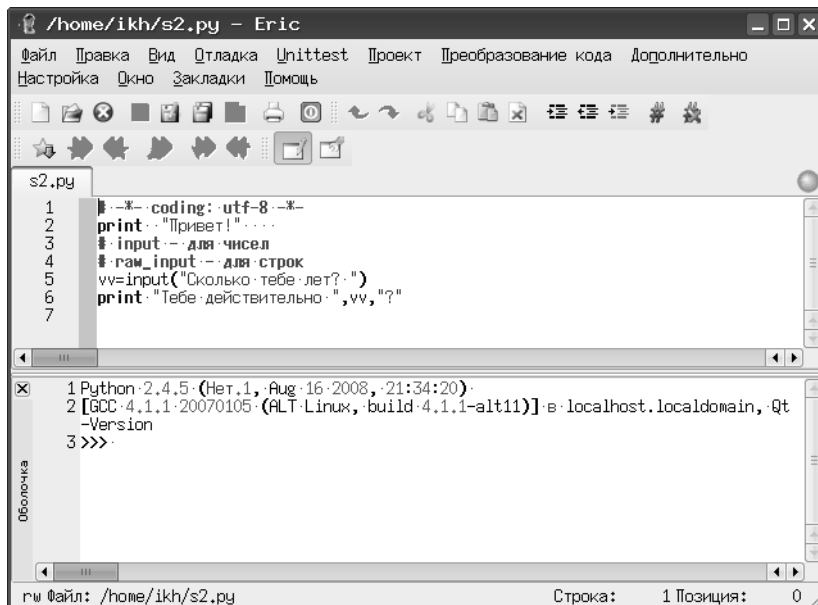 /home/ikh/s2.py - Eric
Файл Правка Вид Отладка Unittest Проект Преобразование кода Дополнительно
Настройка Окно Закладки Помощь
s2.py
1 # -*- coding: utf-8 -*-
2 print "Привет!"
3 # input - для чисел
4 # raw_input - для строк
5 vv=input("Сколько тебе лет? ")
6 print "Тебе действительно ",vv,"?"
7
1 Python 2.4.5 (Нет.1, Aug 16 2008, 21:34:20)
2 [GCC 4.1.1 20070105 (ALT Linux, build 4.1.1-alt11)] в localhost.localdomain, Qt
-Version
3 >>>
Оболочка
rw Файл: /home/ikh/s2.py Строка: 1 Позиция: 0